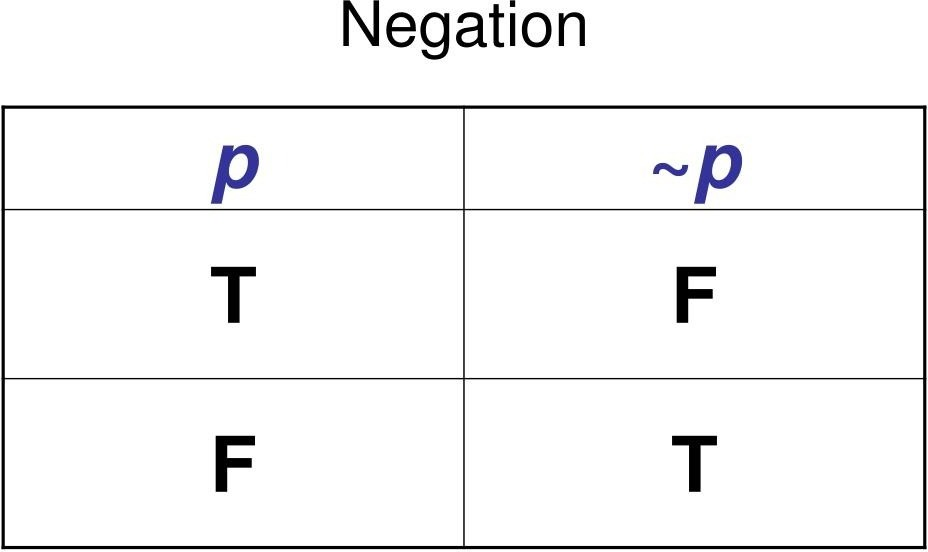 Negation
p ~p
T F
F T